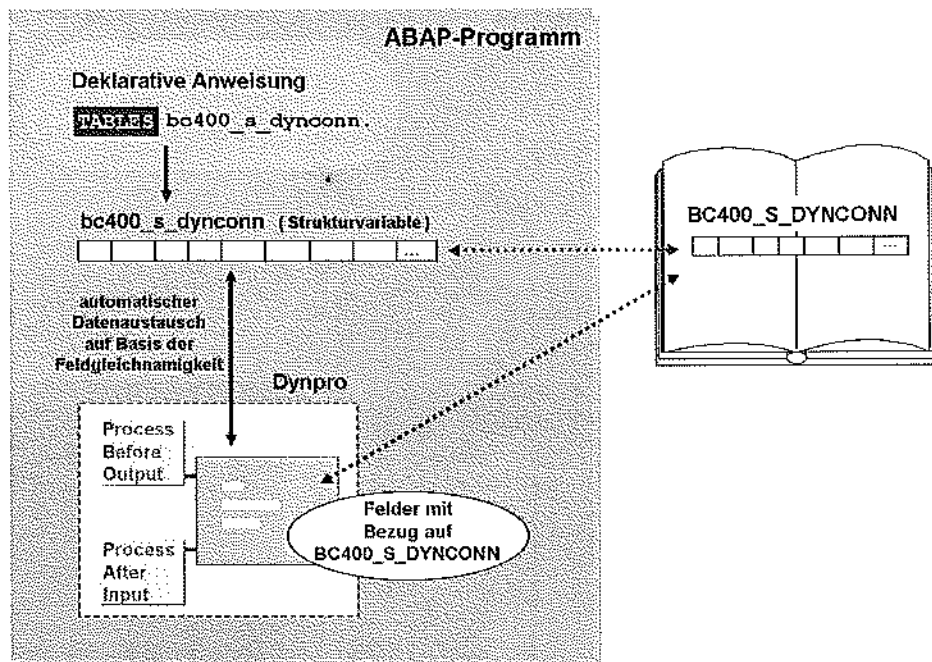 ABAP-Programm
Deklarative Anweisung
TABLES bc400_s_dynconn.
bc400_s_dynconn (Strukturvariable)
...
automatischer
Datenaustausch
auf Basis der
Feldgleichnamigkeit
Dynpro
Process
Before
Output
Process
After
Input
Felder mit
Bezug auf
BC400_S_DYNCONN
BC400_S_DYNCONN
...